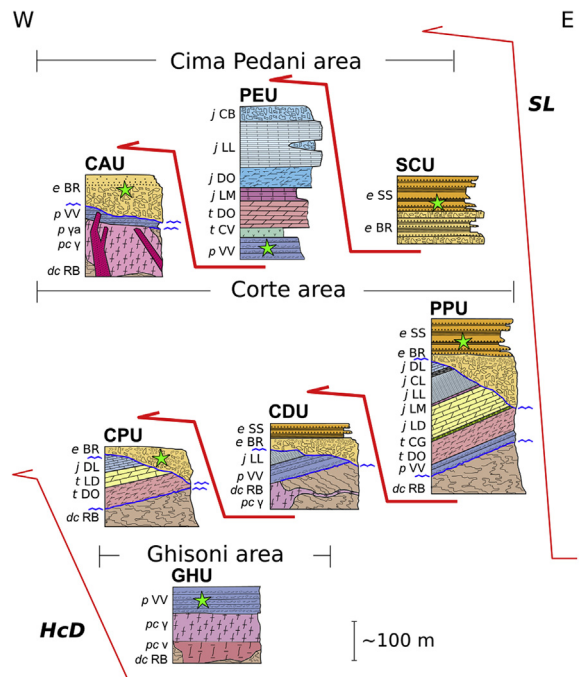 W
E
Cima Pedani area
SL
PEU
j CB
j LL
j DO
j LM
t DO
t CV
p VV
CAU
e BR
p VV
p γa
pc γ
dc RB
SCU
e SS
e BR
Corte area
PPU
e SS
e BR
j DL
j CL
j LL
j LM
j LD
t CG
t DO
p VV
dc RB
CDU
e SS
e BR
j LL
p VV
dc RB
pc γ
CPU
e BR
j DL
t LD
t DO
dc RB
Ghisoni area
GHU
p VV
pc γ
pc v
dc RB
HcD
~100 m